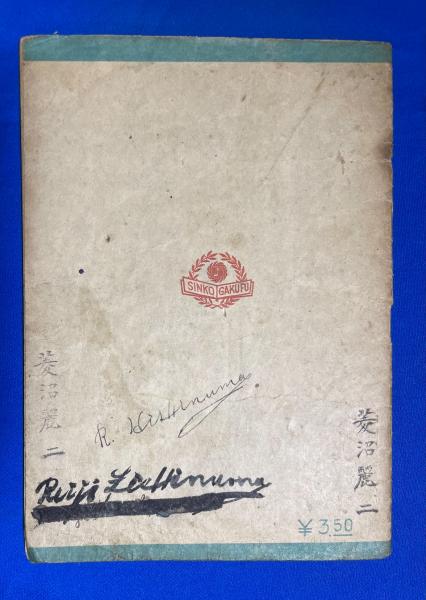 SINKO GAKUFU
R. Hishinuma.
菱沼麗二
菱沼麗二
Reiji Hishinuma
¥3.50